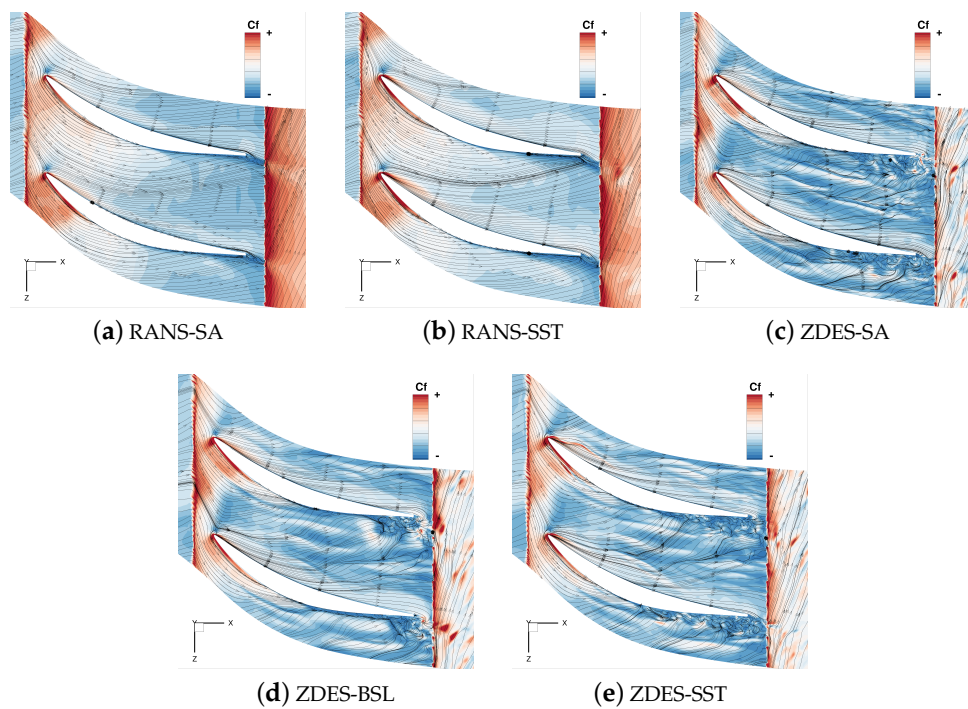 Cf
+
-
Y X
Z
(a) RANS-SA
Cf
+
-
Y X
Z
(b) RANS-SST
Cf
+
-
Y X
Z
(c) ZDES-SA
Cf
+
-
Y X
Z
(d) ZDES-BSL
Cf
+
-
Y X
Z
(e) ZDES-SST